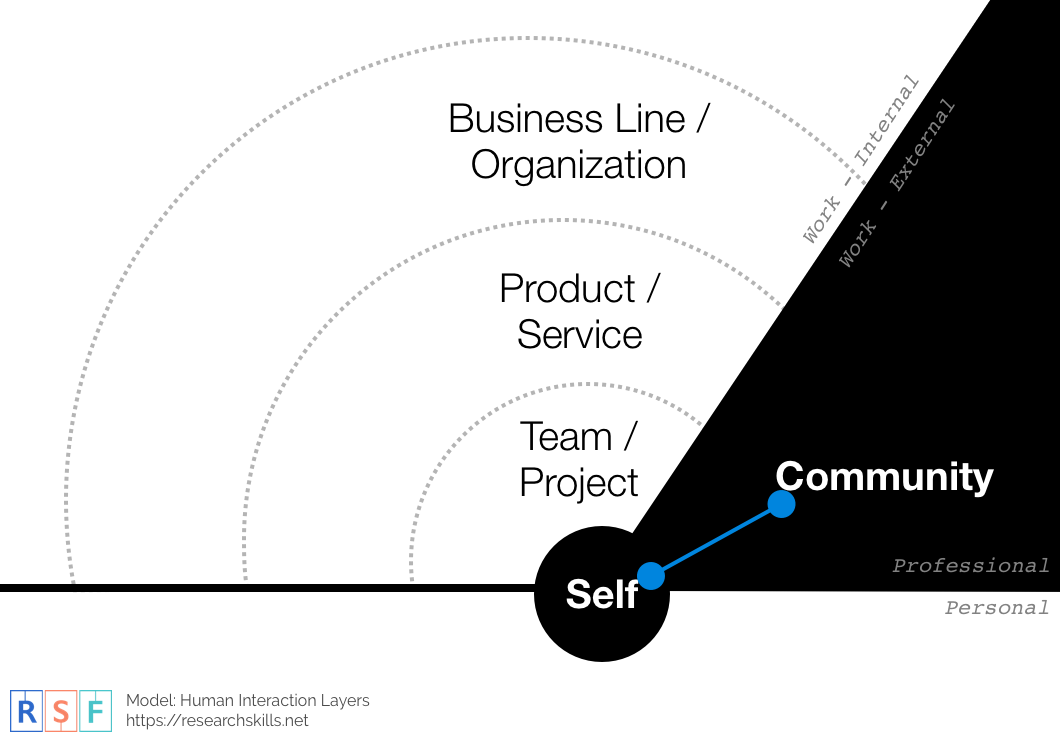 Business Line /
Organization
Work - Internal
Work - External
Product /
Service
Team /
Project
Community
Self
Professional
Personal
R S F
Model: Human Interaction Layers
https://researchskills.net